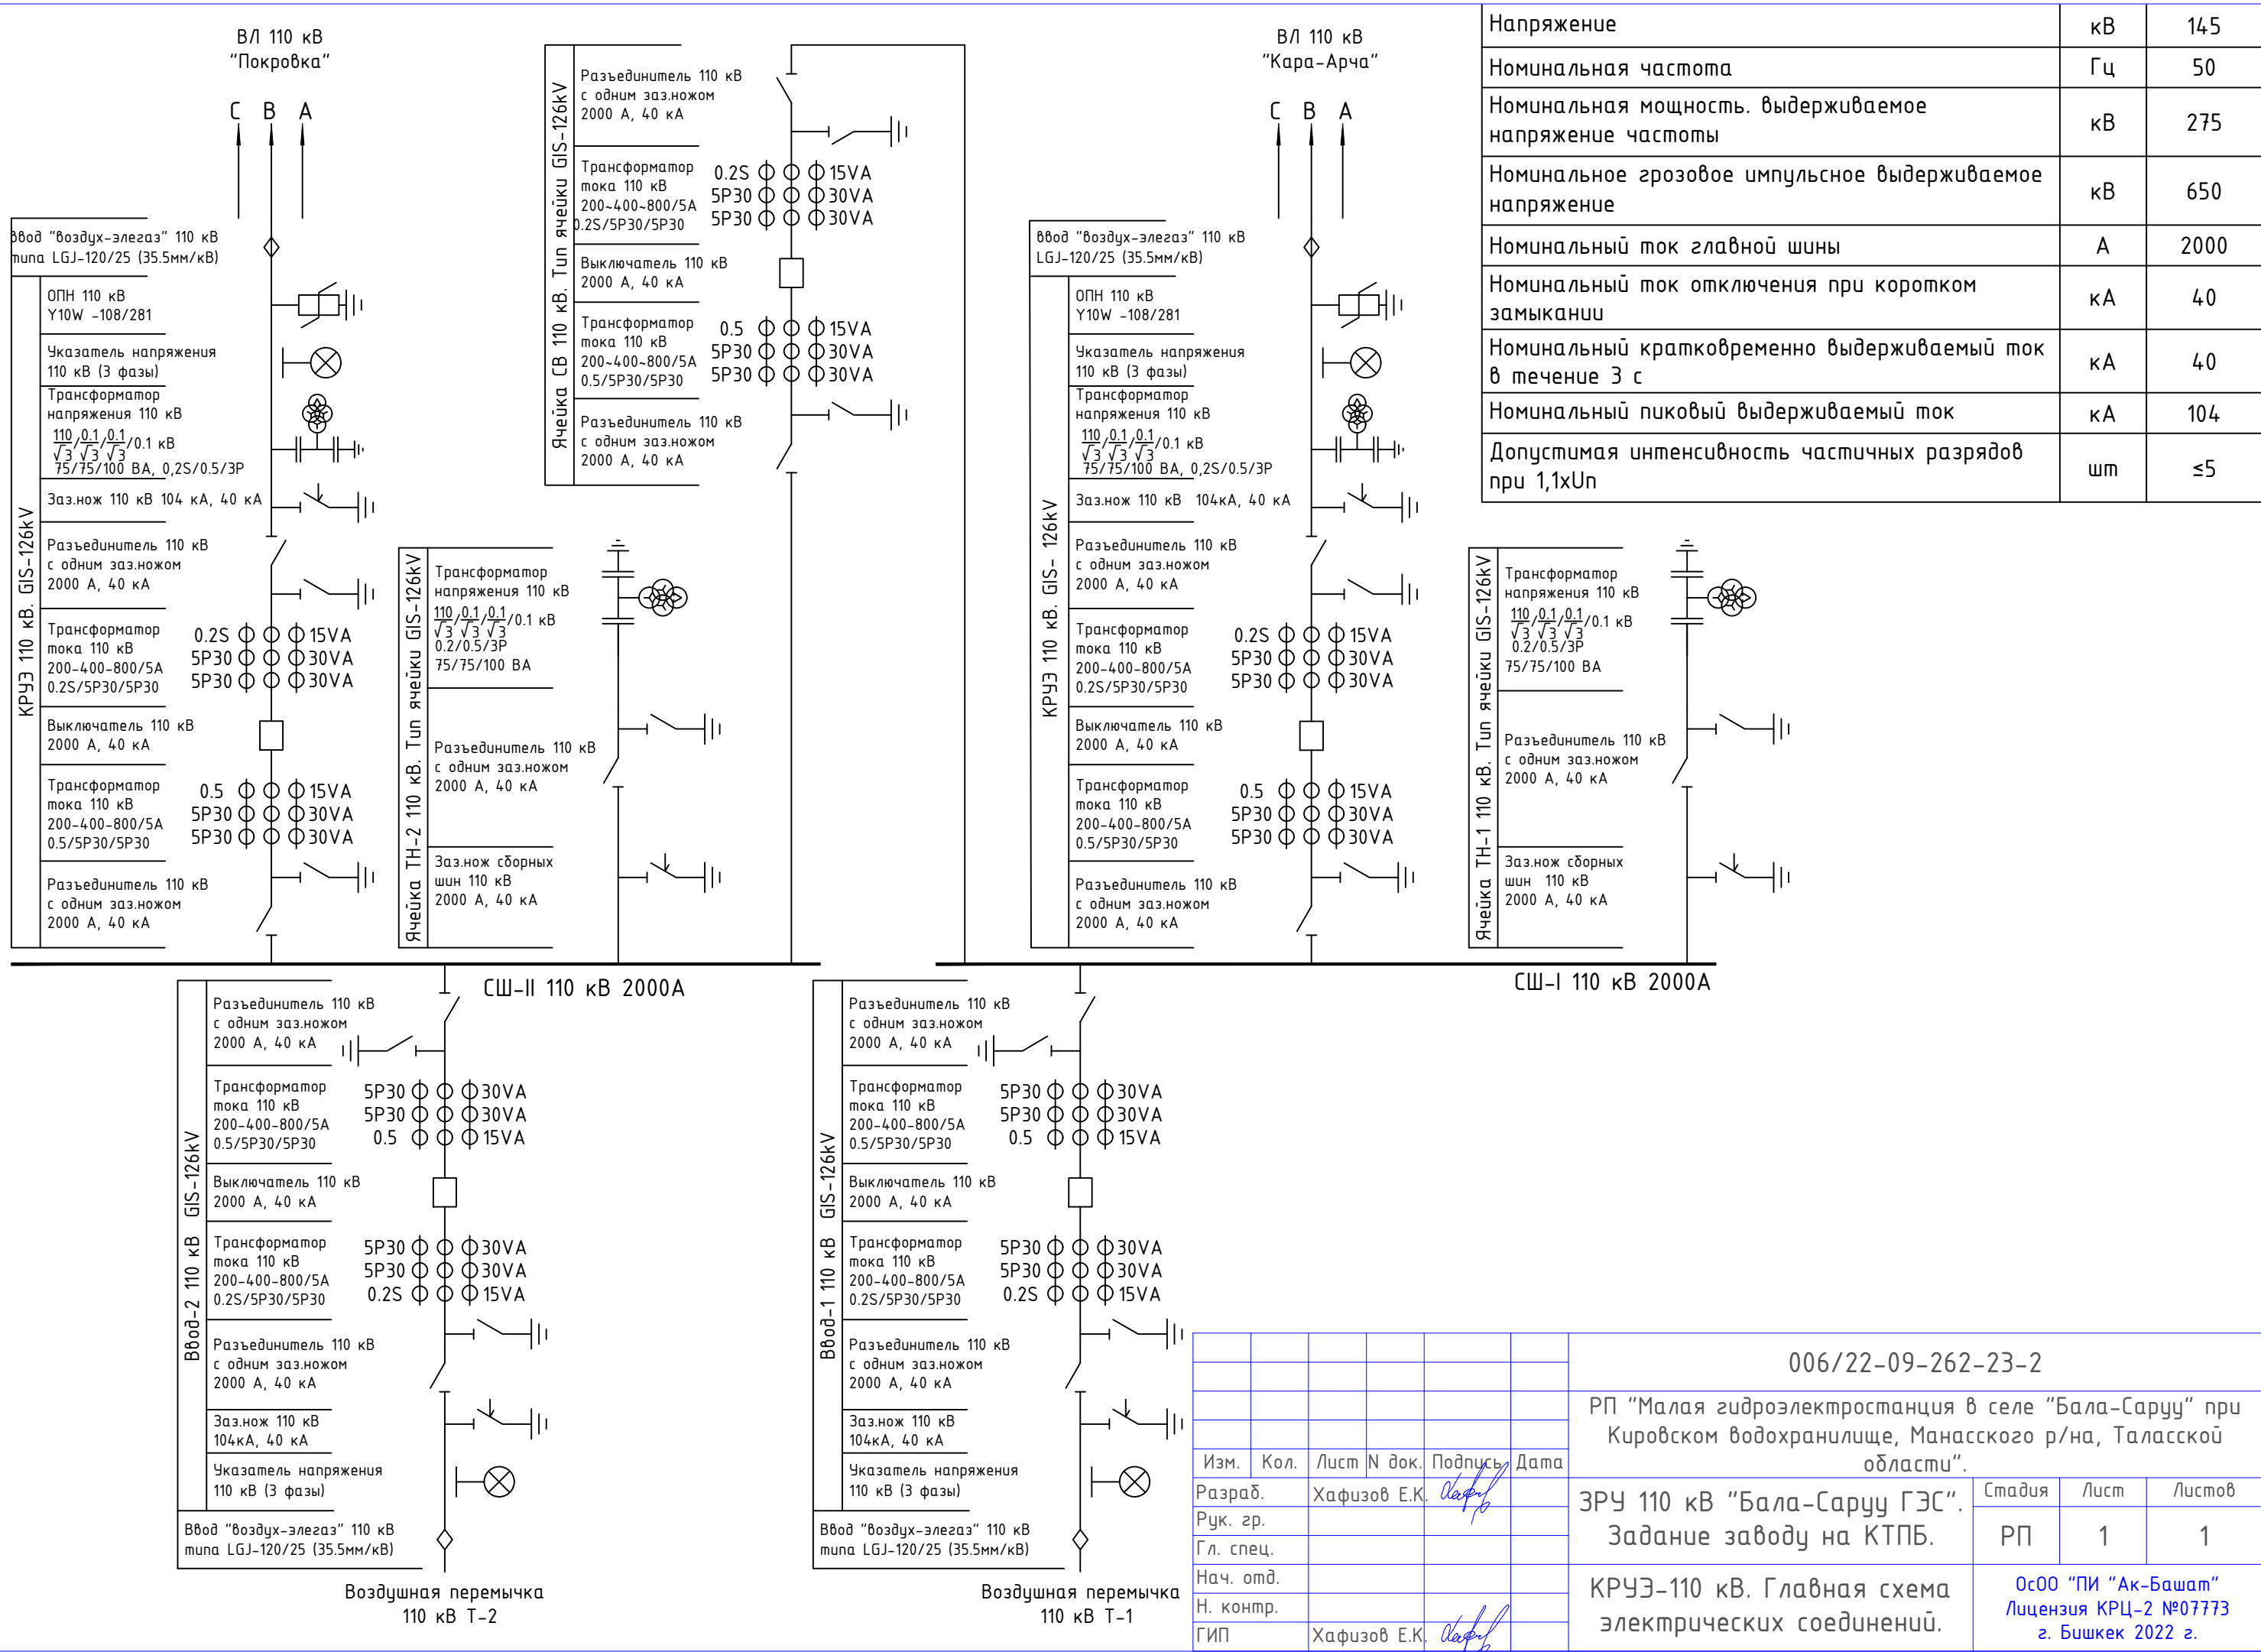 ВЛ 110 кВ
"Покровка"
С В А
ввод "воздух-элегаз" 110 кВ
типа LGJ-120/25 (35.5мм/кВ)
КРУЭ 110 кВ. GIS-126kV
ОПН 110 кВ
Y10W -108/281
Указатель напряжения
110 кВ (3 фазы)
Трансформатор
напряжения 110 кВ
110/√3/0.1/√3/0.1/√3/0.1 кВ
75/75/100 ВА, 0,2S/0.5/3P
Заз.нож 110 кВ 104 кА, 40 кА
Разъединитель 110 кВ
с одним заз.ножом
2000 А, 40 кА
Трансформатор
тока 110 кВ
200-400-800/5А
0.2S/5P30/5P30
0.2S 15VA
5P30 30VA
5P30 30VA
Выключатель 110 кВ
2000 А, 40 кА
Трансформатор
тока 110 кВ
200-400-800/5А
0.5/5P30/5P30
0.5 15VA
5P30 30VA
5P30 30VA
Разъединитель 110 кВ
с одним заз.ножом
2000 А, 40 кА
Ячейка ТН-2 110 кВ. Тип ячейки GIS-126kV
Трансформатор
напряжения 110 кВ
110/√3/0.1/√3/0.1/√3/0.1 кВ
0.2/0.5/3P
75/75/100 ВА
Разъединитель 110 кВ
с одним заз.ножом
2000 А, 40 кА
Заз.нож сборных
шин 110 кВ
2000 А, 40 кА
Ячейка СВ 110 кВ. Тип ячейки GIS-126kV
Разъединитель 110 кВ
с одним заз.ножом
2000 А, 40 кА
Трансформатор
тока 110 кВ
200~400~800/5А
0.2S/5P30/5P30
0.2S 15VA
5P30 30VA
5P30 30VA
Выключатель 110 кВ
2000 А, 40 кА
Трансформатор
тока 110 кВ
200~400~800/5А
0.5/5P30/5P30
0.5 15VA
5P30 30VA
5P30 30VA
Разъединитель 110 кВ
с одним заз.ножом
2000 А, 40 кА
ВЛ 110 кВ
"Кара-Арча"
С В А
ввод "воздух-элегаз" 110 кВ
LGJ-120/25 (35.5мм/кВ)
КРУЭ 110 кВ. GIS- 126kV
ОПН 110 кВ
Y10W -108/281
Указатель напряжения
110 кВ (3 фазы)
Трансформатор
напряжения 110 кВ
110/√3/0.1/√3/0.1/√3/0.1 кВ
75/75/100 ВА, 0,2S/0.5/3P
Заз.нож 110 кВ 104кА, 40 кА
Разъединитель 110 кВ
с одним заз.ножом
2000 А, 40 кА
Трансформатор
тока 110 кВ
200-400-800/5А
0.2S/5P30/5P30
0.2S 15VA
5P30 30VA
5P30 30VA
Выключатель 110 кВ
2000 А, 40 кА
Трансформатор
тока 110 кВ
200-400-800/5А
0.5/5P30/5P30
0.5 15VA
5P30 30VA
5P30 30VA
Разъединитель 110 кВ
с одним заз.ножом
2000 А, 40 кА
Ячейка ТН-1 110 кВ. Тип ячейки GIS-126kV
Трансформатор
напряжения 110 кВ
110/√3/0.1/√3/0.1/√3/0.1 кВ
0.2/0.5/3P
75/75/100 ВА
Разъединитель 110 кВ
с одним заз.ножом
2000 А, 40 кА
Заз.нож сборных
шин 110 кВ
2000 А, 40 кА
Напряжение кВ 145
Номинальная частота Гц 50
Номинальная мощность. выдерживаемое
напряжение частоты кВ 275
Номинальное грозовое импульсное выдерживаемое
напряжение кВ 650
Номинальный ток главной шины А 2000
Номинальный ток отключения при коротком
замыкании кА 40
Номинальный кратковременно выдерживаемый ток
в течение 3 с кА 40
Номинальный пиковый выдерживаемый ток кА 104
Допустимая интенсивность частичных разрядов
при 1,1хUn шт ≤5
СШ-II 110 кВ 2000А
СШ-I 110 кВ 2000А
Ввод-2 110 кВ GIS-126kV
Разъединитель 110 кВ
с одним заз.ножом
2000 А, 40 кА
Трансформатор
тока 110 кВ
200-400-800/5А
0.5/5P30/5P30
5P30 30VA
5P30 30VA
0.5 15VA
Выключатель 110 кВ
2000 А, 40 кА
Трансформатор
тока 110 кВ
200-400-800/5А
0.2S/5P30/5P30
5P30 30VA
5P30 30VA
0.2S 15VA
Разъединитель 110 кВ
с одним заз.ножом
2000 А, 40 кА
Заз.нож 110 кВ
104кА, 40 кА
Указатель напряжения
110 кВ (3 фазы)
Ввод "воздух-элегаз" 110 кВ
типа LGJ-120/25 (35.5мм/кВ)
Воздушная перемычка
110 кВ Т-2
Ввод-1 110 кВ GIS-126kV
Разъединитель 110 кВ
с одним заз.ножом
2000 А, 40 кА
Трансформатор
тока 110 кВ
200-400-800/5А
0.5/5P30/5P30
5P30 30VA
5P30 30VA
0.5 15VA
Выключатель 110 кВ
2000 А, 40 кА
Трансформатор
тока 110 кВ
200-400-800/5А
0.2S/5P30/5P30
5P30 30VA
5P30 30VA
0.2S 15VA
Разъединитель 110 кВ
с одним заз.ножом
2000 А, 40 кА
Заз.нож 110 кВ
104кА, 40 кА
Указатель напряжения
110 кВ (3 фазы)
Ввод "воздух-элегаз" 110 кВ
типа LGJ-120/25 (35.5мм/кВ)
Воздушная перемычка
110 кВ Т-1
006/22-09-262-23-2
РП "Малая гидроэлектростанция в селе "Бала-Саруу" при
Кировском водохранилище, Манасского р/на, Таласской
области".
Изм. Кол. Лист N док. Подпись Дата
Разраб. Хафизов Е.К.
Рук. гр.
Гл. спец.
Нач. отд.
Н. контр.
ГИП Хафизов Е.К.
ЗРУ 110 кВ "Бала-Саруу ГЭС".
Задание заводу на КТПБ.
Стадия Лист Листов
РП 1 1
КРУЭ-110 кВ. Главная схема
электрических соединений.
ОсОО "ПИ "Ак-Башат"
Лицензия КРЦ-2 №07773
г. Бишкек 2022 г.